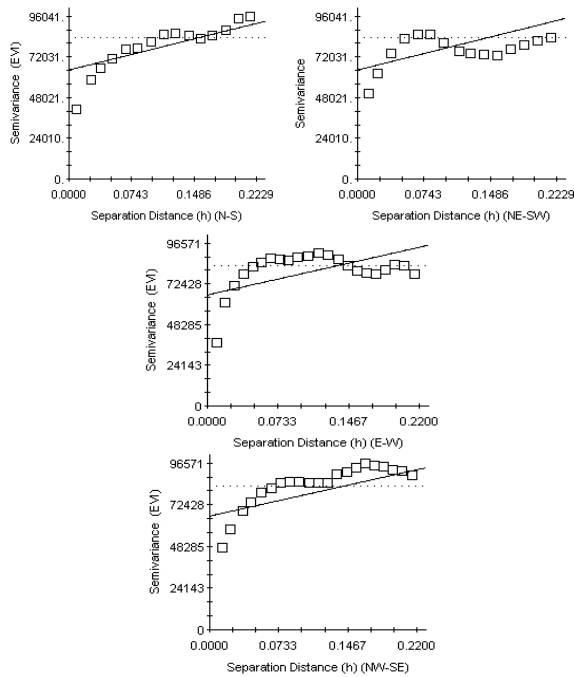 96041.
72031.
48021.
24010.
0.
Semivariance (EVI)
0.0000 0.0743 0.1486 0.2229
Separation Distance (h) (N-S)
96041.
72031.
48021.
24010.
0.
Semivariance
0.0000 0.0743 0.1486 0.2229
Separation Distance (h) (NE-SW)
96571
72428
48285
24143
0
Semivariance (EVI)
0.0000 0.0733 0.1467 0.2200
Separation Distance (h) (E-W)
96571
72428
48285
24143
0
Semivariance (EVI)
0.0000 0.0733 0.1467 0.2200
Separation Distance (h) (NW-SE)